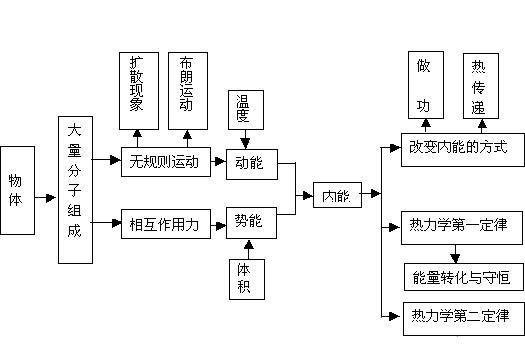 物体
大量分子组成
扩散现象
布朗运动
无规则运动
相互作用力
温度
动能
势能
体积
内能
做功
热传递
改变内能的方式
热力学第一定律
能量转化与守恒
热力学第二定律